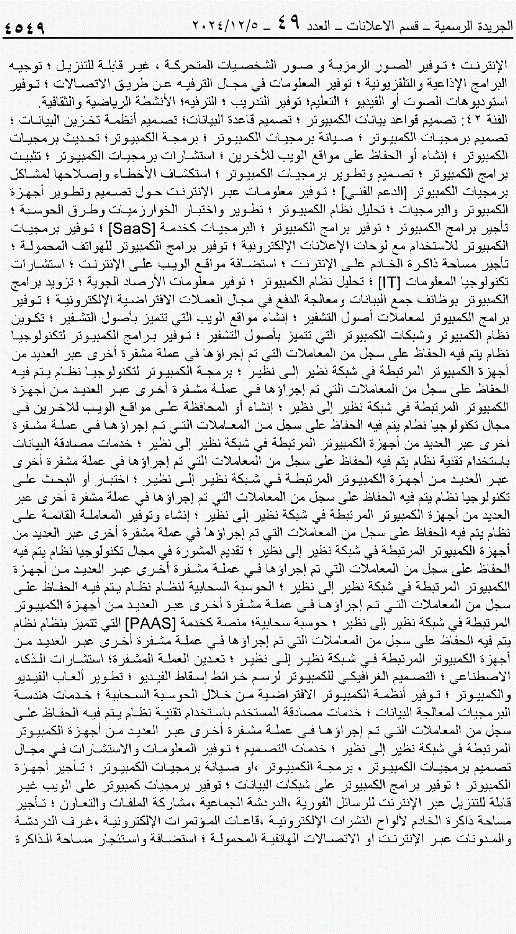 الجريدة الرسمية ـ قسم الاعلانات ـ العدد ٤٩ ـ ٢٠٢٤/١٢/٥ ٤٥٤٩
الإنترنت ؛ توفير الصور الرمزية و صور الشخصيات المتحركة ، غير قابلة للتنزيل ؛ توجيه
البرامج الإذاعية والتلفزيونية ؛ توفير المعلومات في مجال الترفيه عن طريق الاتصالات ؛ توفير
استوديوهات الصوت أو الفيديو ؛ التعليم؛ توفير التدريب ؛ الترفيه؛ الأنشطة الرياضية والثقافية.
الفئة ٤٢: تصميم قواعد بيانات الكمبيوتر ؛ تصميم قاعدة البيانات؛ تصميم أنظمة تخزين البيانات ؛
تصميم برمجيات الكمبيوتر ؛ صيانة برمجيات الكمبيوتر ؛ برمجة الكمبيوتر؛ تحديث برمجيات
الكمبيوتر ؛ إنشاء أو الحفاظ على مواقع الويب للآخرين ؛ استشارات برمجيات الكمبيوتر ؛ تثبيت
برامج الكمبيوتر ؛ تصميم وتطوير برمجيات الكمبيوتر ؛ استكشاف الأخطاء وإصلاحها لمشاكل
برمجيات الكمبيوتر [الدعم الفني]؛ توفير معلومات عبر الإنترنت حول تصميم وتطوير أجهزة
الكمبيوتر والبرمجيات ؛ تحليل نظام الكمبيوتر ؛ تطوير واختبار الخوارزميات وطرق الحوسبة ؛
تأجير برامج الكمبيوتر ؛ توفير برامج الكمبيوتر ؛ البرمجيات كخدمة [SaaS] ؛ توفير برمجيات
الكمبيوتر للاستخدام مع لوحات الإعلانات الإلكترونية ؛ توفير برامج الكمبيوتر للهواتف المحمولة ؛
تأجير مساحة ذاكرة الخادم على الإنترنت ؛ استضافة مواقع الويب على الإنترنت ؛ استشارات
تكنولوجيا المعلومات [IT] ؛ تحليل نظام الكمبيوتر ؛ توفير معلومات الأرصاد الجوية ؛ تزويد برامج
الكمبيوتر بوظائف جمع البيانات ومعالجة الدفع في مجال العملات الافتراضية الإلكترونية ؛ توفير
برامج الكمبيوتر لمعاملات أصول التشفير ؛ إنشاء مواقع الويب التي تتميز بأصول التشفير ؛ تكوين
نظام الكمبيوتر وشبكات الكمبيوتر التي تتميز بأصول التشفير ؛ توفير برامج الكمبيوتر لتكنولوجيا
نظام يتم فيه الحفاظ على سجل من المعاملات التي تم إجراؤها في عملة مشفرة أخرى عبر العديد من
أجهزة الكمبيوتر المرتبطة في شبكة نظير إلى نظير ؛ برمجة الكمبيوتر لتكنولوجيا نظام يتم فيه
الحفاظ على سجل من المعاملات التي تم إجراؤها في عملة مشفرة أخرى عبر العديد من أجهزة
الكمبيوتر المرتبطة في شبكة نظير إلى نظير ؛ إنشاء أو المحافظة على مواقع الويب للآخرين في
مجال تكنولوجيا نظام يتم فيه الحفاظ على سجل من المعاملات التي تم إجراؤها في عملة مشفرة
أخرى عبر العديد من أجهزة الكمبيوتر المرتبطة في شبكة نظير إلى نظير ؛ خدمات مصادقة البيانات
باستخدام تقنية نظام يتم فيه الحفاظ على سجل من المعاملات التي تم إجراؤها في عملة مشفرة أخرى
عبر العديد من أجهزة الكمبيوتر المرتبطة في شبكة نظير إلى نظير ؛ اختبار أو البحث على
تكنولوجيا نظام يتم فيه الحفاظ على سجل من المعاملات التي تم إجراؤها في عملة مشفرة أخرى عبر
العديد من أجهزة الكمبيوتر المرتبطة في شبكة نظير إلى نظير ؛ إنشاء وتوفير المعاملة القائمة على
نظام يتم فيه الحفاظ على سجل من المعاملات التي تم إجراؤها في عملة مشفرة أخرى عبر العديد من
أجهزة الكمبيوتر المرتبطة في شبكة نظير إلى نظير ؛ تقديم المشورة في مجال تكنولوجيا نظام يتم فيه
الحفاظ على سجل من المعاملات التي تم إجراؤها في عملة مشفرة أخرى عبر العديد من أجهزة
الكمبيوتر المرتبطة في شبكة نظير إلى نظير ؛ الحوسبة السحابية لنظام نظام يتم فيه الحفاظ على
سجل من المعاملات التي تم إجراؤها في عملة مشفرة أخرى عبر العديد من أجهزة الكمبيوتر
المرتبطة في شبكة نظير إلى نظير ؛ حوسبة سحابية؛ منصة كخدمة [PAAS] التي تتميز بنظام نظام
يتم فيه الحفاظ على سجل من المعاملات التي تم إجراؤها في عملة مشفرة أخرى عبر العديد من
أجهزة الكمبيوتر المرتبطة في شبكة نظير إلى نظير ؛ تعدين العملة المشفرة؛ استشارات الذكاء
الاصطناعي ؛ التصميم الغرافيكي للكمبيوتر لرسم خرائط إسقاط الفيديو ؛ تطوير ألعاب الفيديو
والكمبيوتر ؛ توفير أنظمة الكمبيوتر الافتراضية من خلال الحوسبة السحابية ؛ خدمات هندسة
البرمجيات لمعالجة البيانات ؛ خدمات مصادقة المستخدم باستخدام تقنية نظام يتم فيه الحفاظ على
سجل من المعاملات التي تم إجراؤها في عملة مشفرة أخرى عبر العديد من أجهزة الكمبيوتر
المرتبطة في شبكة نظير إلى نظير ؛ خدمات التصميم ؛ توفير المعلومات والاستشارات في مجال
تصميم برمجيات الكمبيوتر ، برمجة الكمبيوتر ،او صيانة برمجيات الكمبيوتر ؛ تأجير أجهزة
الكمبيوتر ؛ توفير برامج الكمبيوتر على شبكات البيانات ؛ توفير برمجيات كمبيوتر على الويب غير
قابلة للتنزيل عبر الإنترنت للرسائل الفورية ،الدردشة الجماعية ،مشاركة الملفات والتعاون ؛ تأجير
مساحة ذاكرة الخادم لألواح النشرات الإلكترونية ،قاعات المؤتمرات الإلكترونية ،غرف الدردشة
والمدونات عبر الإنترنت أو الاتصالات الهاتفية المحمولة ؛ استضافة واستئجار مساحة الذاكرة